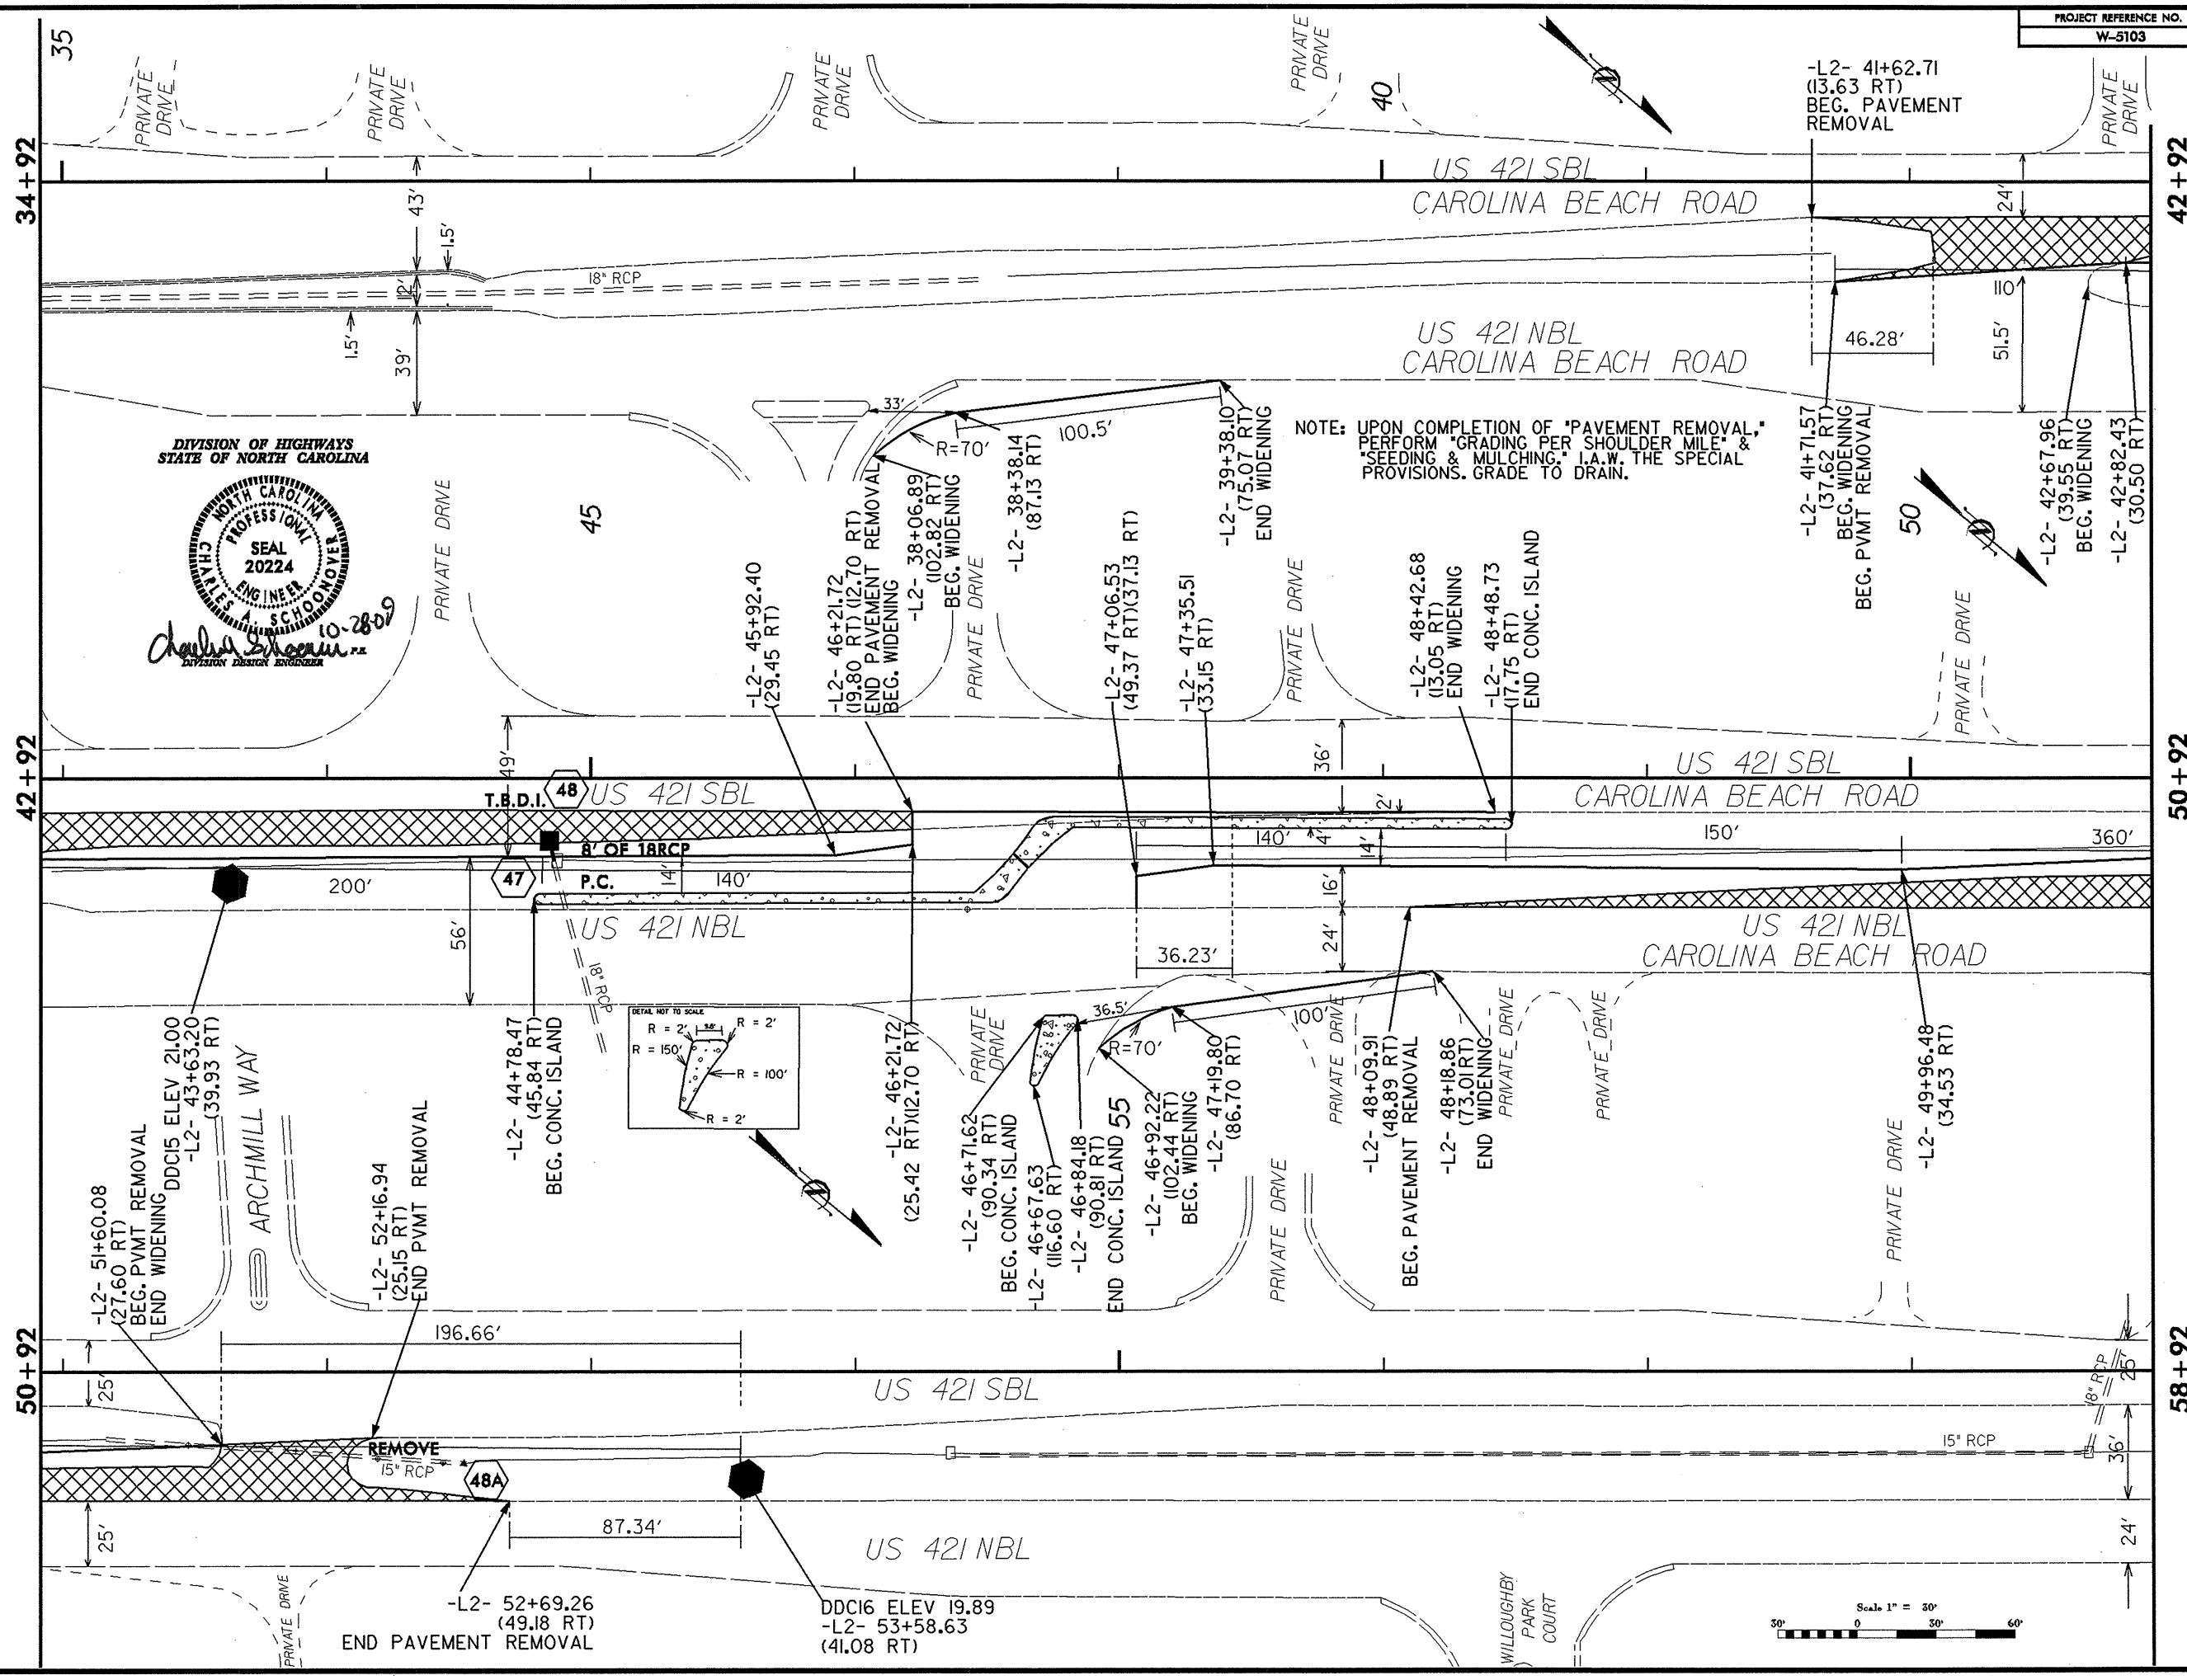 PROJECT REFERENCE NO.
W-5103
35
PRIVATE
DRIVE
PRIVATE
DRIVE
PRIVATE
DRIVE
PRIVATE
DRIVE
40
N
-L2- 41+62.71
(13.63 RT)
BEG. PAVEMENT
REMOVAL
PRIVATE
DRIVE
34+92
42+92
US 421 SBL
CAROLINA BEACH ROAD
43'
1.5'
2'
18" RCP
1.5'
39'
24'
110'
46.28'
51.5'
US 421 NBL
CAROLINA BEACH ROAD
33'
R=70'
100.5'
-L2- 38+06.89
(102.82 RT)
BEG. WIDENING
-L2- 38+38.14
(87.13 RT)
-L2- 39+38.10
(75.07 RT)
END WIDENING
NOTE: UPON COMPLETION OF "PAVEMENT REMOVAL,"
PERFORM "GRADING PER SHOULDER MILE" &
"SEEDING & MULCHING." I.A.W. THE SPECIAL
PROVISIONS. GRADE TO DRAIN.
-L2- 41+71.57
(37.62 RT)
BEG. WIDENING
BEG. PVMT REMOVAL
-L2- 42+67.96
(39.55 RT)
BEG. WIDENING
-L2- 42+82.43
(30.50 RT)
DIVISION OF HIGHWAYS
STATE OF NORTH CAROLINA
NORTH CAROLINA
PROFESSIONAL
SEAL
20224
ENGINEER
CHARLES A. SCHOONOVER
10-28-09
P.E.
DIVISION DESIGN ENGINEER
PRIVATE DRIVE
45
50
N
-L2- 45+92.40
(29.45 RT)
-L2- 46+21.72
(19.80 RT)(12.70 RT)
END PAVEMENT REMOVAL
BEG. WIDENING
PRIVATE DRIVE
-L2- 47+06.53
(49.37 RT)(37.13 RT)
-L2- 47+35.51
(33.15 RT)
PRIVATE DRIVE
-L2- 48+42.68
(13.05 RT)
END WIDENING
-L2- 48+48.73
(17.75 RT)
END CONC. ISLAND
PRIVATE DRIVE
42+92
50+92
49'
36'
T.B.D.I.
48
US 421 SBL
US 421 SBL
CAROLINA BEACH ROAD
2'
8' OF 18RCP
47
P.C.
200'
14'
140'
140'
4'
14'
150'
360'
16'
56'
US 421 NBL
18" RCP
24'
36.23'
US 421 NBL
CAROLINA BEACH ROAD
DETAIL NOT TO SCALE
R = 2'
R = 2'
R = 150'
R = 100'
R = 2'
36.5'
R=70'
100'
DDC15 ELEV 21.00
-L2- 43+63.20
(39.93 RT)
ARCHMILL WAY
-L2- 44+78.47
(45.84 RT)
BEG. CONC. ISLAND
N
-L2- 46+21.72
(25.42 RT)(12.70 RT)
PRIVATE
DRIVE
-L2- 46+71.62
(90.34 RT)
BEG. CONC. ISLAND
-L2- 46+67.63
(116.60 RT)
-L2- 46+84.18
(90.81 RT)
END CONC. ISLAND
55
-L2- 46+92.22
(102.44 RT)
BEG. WIDENING
-L2- 47+19.80
(86.70 RT)
PRIVATE DRIVE
PRIVATE DRIVE
-L2- 48+09.91
(48.89 RT)
BEG. PAVEMENT REMOVAL
-L2- 48+18.86
(73.01 RT)
END WIDENING
PRIVATE DRIVE
PRIVATE DRIVE
PRIVATE DRIVE
-L2- 49+96.48
(34.53 RT)
-L2- 51+60.08
(27.60 RT)
BEG. PVMT REMOVAL
END WIDENING
-L2- 52+16.94
(25.15 RT)
END PVMT REMOVAL
196.66'
50+92
58+92
25'
US 421 SBL
18" RCP
25'
REMOVE
15" RCP
48A
15" RCP
36'
25'
87.34'
US 421 NBL
24'
PRIVATE DRIVE
-L2- 52+69.26
(49.18 RT)
END PAVEMENT REMOVAL
DDC16 ELEV 19.89
-L2- 53+58.63
(41.08 RT)
WILLOUGHBY
PARK
COURT
Scale 1" = 30'
30' 0 30' 60'